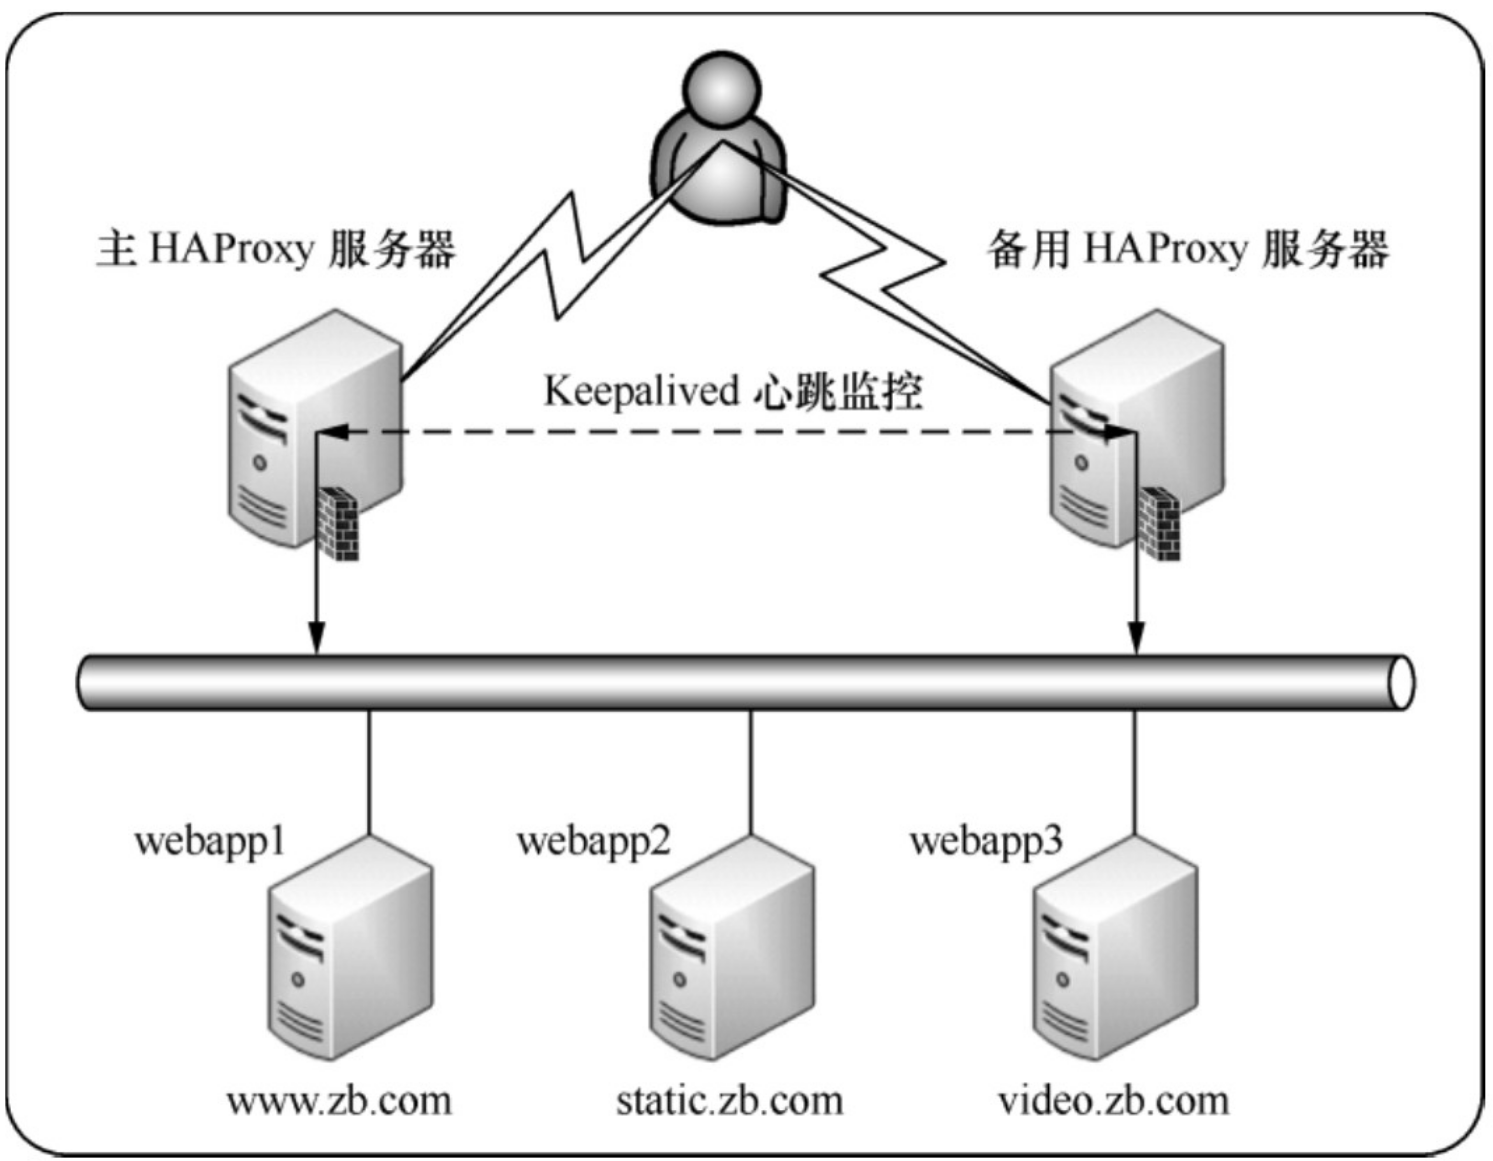 主 HAProxy 服务器
备用 HAProxy 服务器
Keepalived 心跳监控
webapp1
webapp2
webapp3
www.zb.com
static.zb.com
video.zb.com